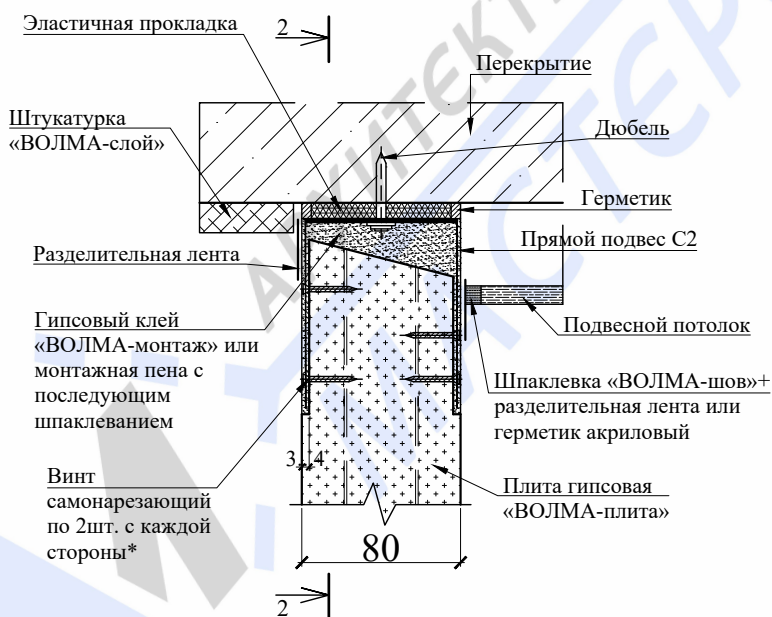 Эластичная прокладка
2
Перекрытие
Штукатурка
«ВОЛМА-слой»
Дюбель
Герметик
Прямой подвес С2
Разделительная лента
Гипсовый клей
«ВОЛМА-монтаж» или
монтажная пена с
последующим
шпаклеванием
Подвесной потолок
Шпаклевка «ВОЛМА-шов»+
разделительная лента или
герметик акриловый
3 4
Винт
самонарезающий
по 2шт. с каждой
стороны*
Плита гипсовая
«ВОЛМА-плита»
80
2